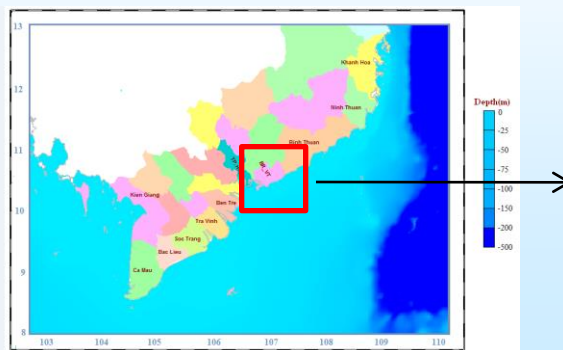 13
12
11
10
9
8
Khanh Hoa
Ninh Thuan
Binh Thuan
BR_VT
Kien Giang
Ben Tre
Tra Vinh
Soc Trang
Bac Lieu
Ca Mau
103 104 105 106 107 108 109 110
Depth(m)
0
-25
-50
-75
-100
-150
-200
-500